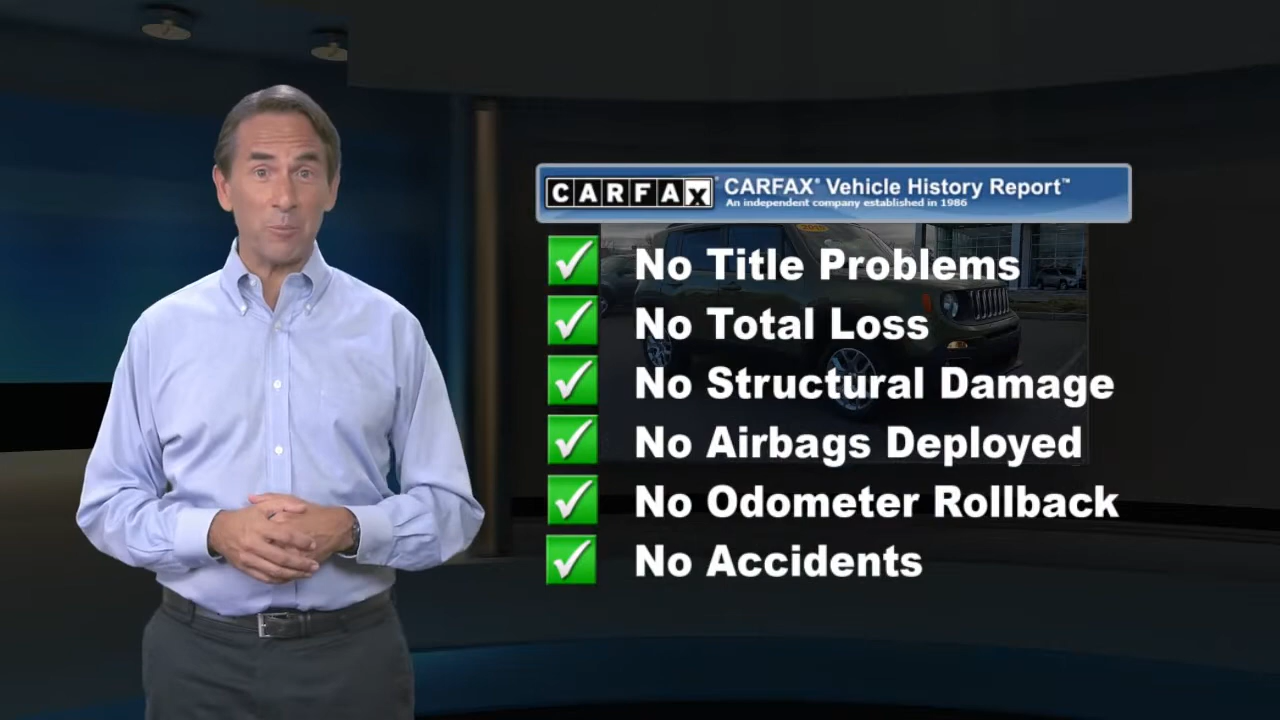 CARFAX
CARFAX® Vehicle History Report™
An independent company established in 1986
No Title Problems
No Total Loss
No Structural Damage
No Airbags Deployed
No Odometer Rollback
No Accidents